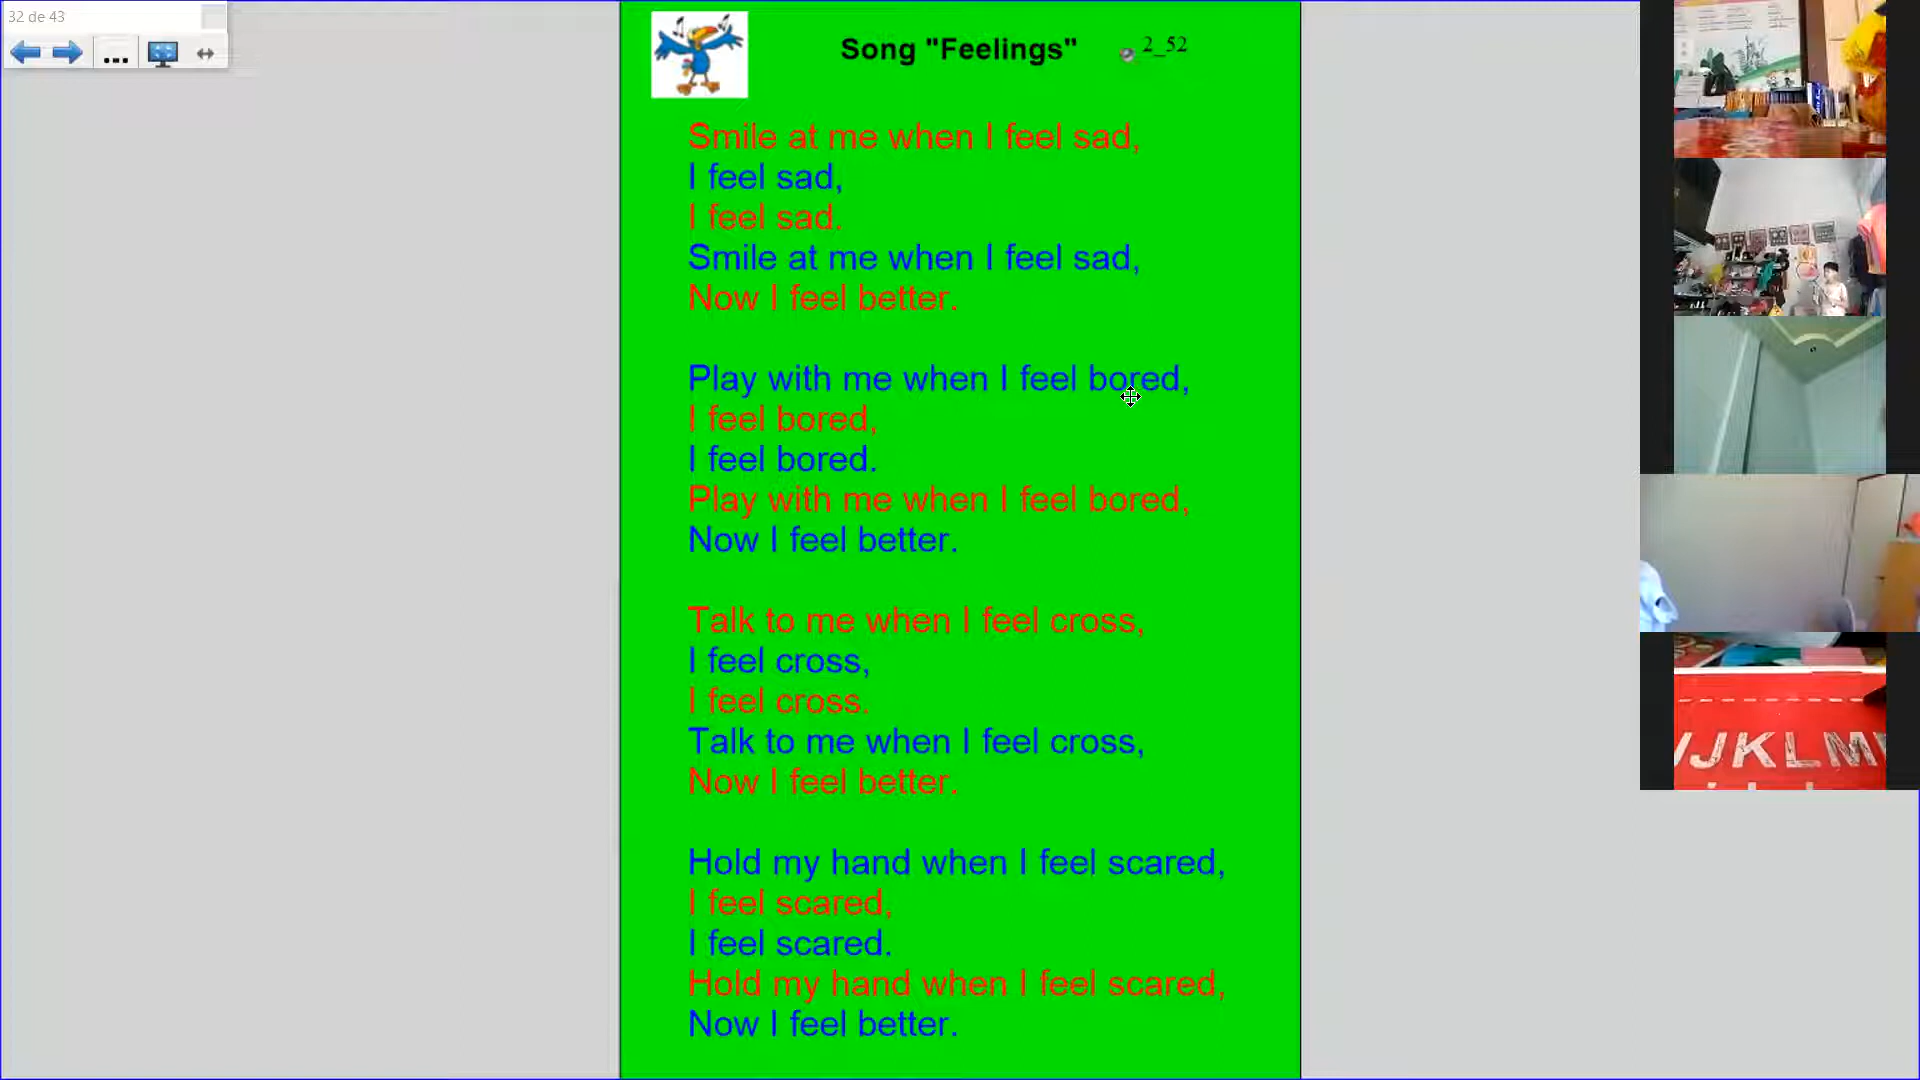 32 de 43
Song "Feelings"
2_52
Smile at me when I feel sad,
I feel sad,
I feel sad.
Smile at me when I feel sad,
Now I feel better.
Play with me when I feel bored,
I feel bored,
I feel bored.
Play with me when I feel bored,
Now I feel better.
Talk to me when I feel cross,
I feel cross,
I feel cross.
Talk to me when I feel cross,
Now I feel better.
Hold my hand when I feel scared,
I feel scared,
I feel scared.
Hold my hand when I feel scared,
Now I feel better.
JKLM